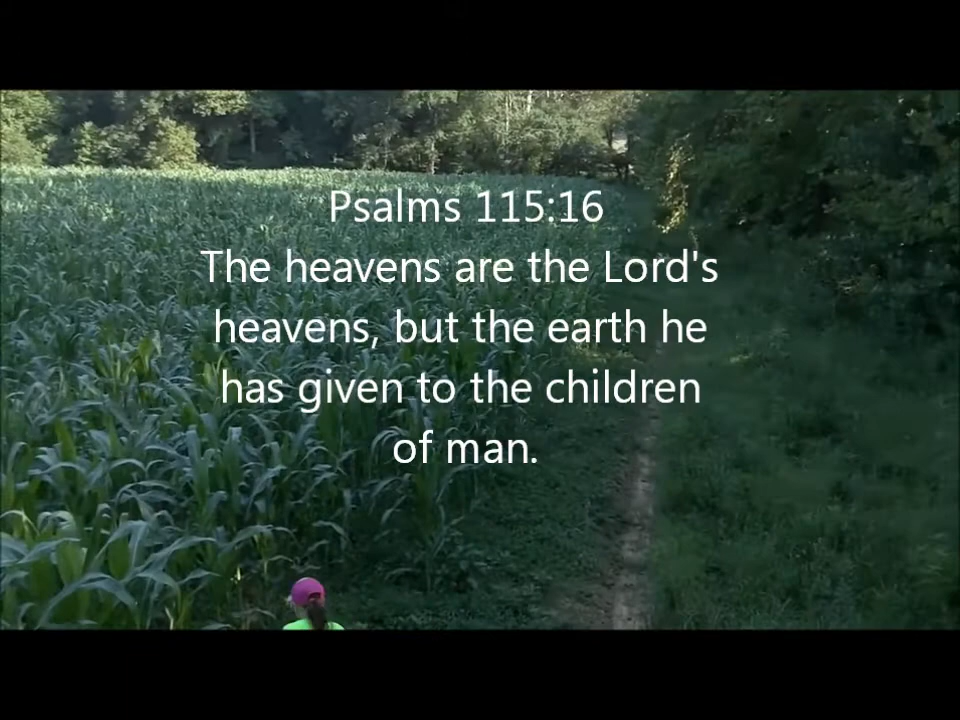 Psalms 115:16
The heavens are the Lord's
heavens, but the earth he
has given to the children
of man.